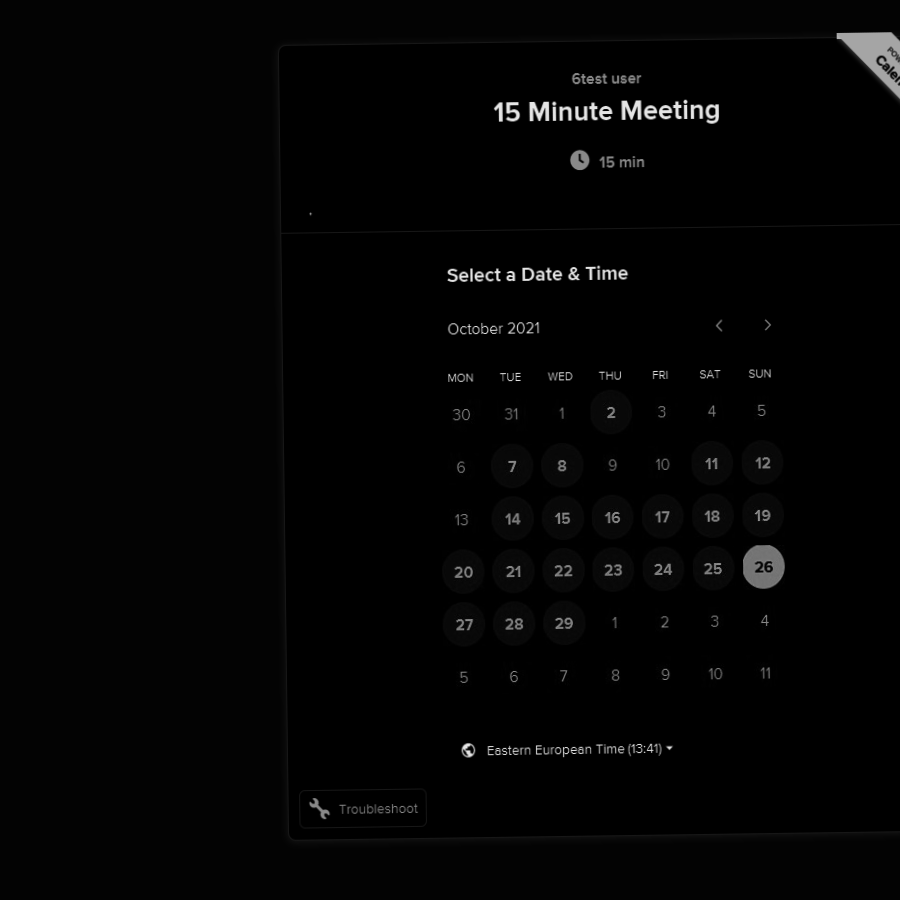 6test user
15 Minute Meeting
15 min
Select a Date & Time
October 2021
MON TUE WED THU FRI SAT SUN
30 31 1 2 3 4 5
6 7 8 9 10 11 12
13 14 15 16 17 18 19
20 21 22 23 24 25 26
27 28 29 1 2 3 4
5 6 7 8 9 10 11
Eastern European Time (13:41)
Troubleshoot